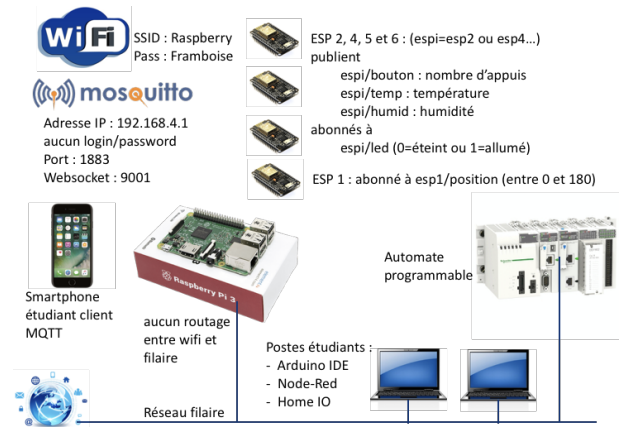 Wi Fi
SSID : Raspberry
Pass : Framboise
mosquitto
Adresse IP : 192.168.4.1
aucun login/password
Port : 1883
Websocket : 9001
ESP 2, 4, 5 et 6 : (espi=esp2 ou esp4...)
publient
espi/bouton : nombre d'appuis
espi/temp : température
espi/humid : humidité
abonnés à
espi/led (0=éteint ou 1=allumé)
ESP 1 : abonné à esp1/position (entre 0 et 180)
Smartphone
étudiant client
MQTT
Raspberry Pi 3
aucun routage
entre wifi et
filaire
Automate
programmable
Postes étudiants :
- Arduino IDE
- Node-Red
- Home IO
Réseau filaire